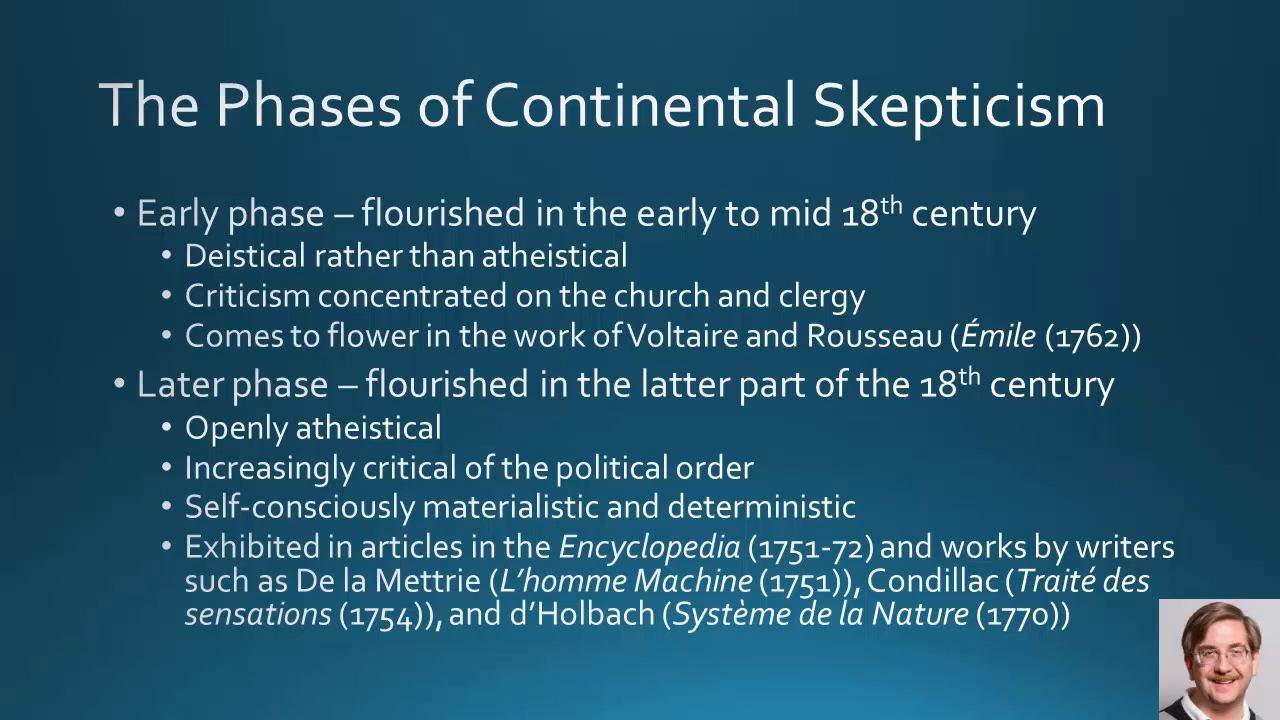 The Phases of Continental Skepticism
• Early phase – flourished in the early to mid 18th century
• Deistical rather than atheistical
• Criticism concentrated on the church and clergy
• Comes to flower in the work of Voltaire and Rousseau (Émile (1762))
• Later phase – flourished in the latter part of the 18th century
• Openly atheistical
• Increasingly critical of the political order
• Self-consciously materialistic and deterministic
• Exhibited in articles in the Encyclopedia (1751-72) and works by writers
such as De la Mettrie (L'homme Machine (1751)), Condillac (Traité des
sensations (1754)), and d'Holbach (Système de la Nature (1770))